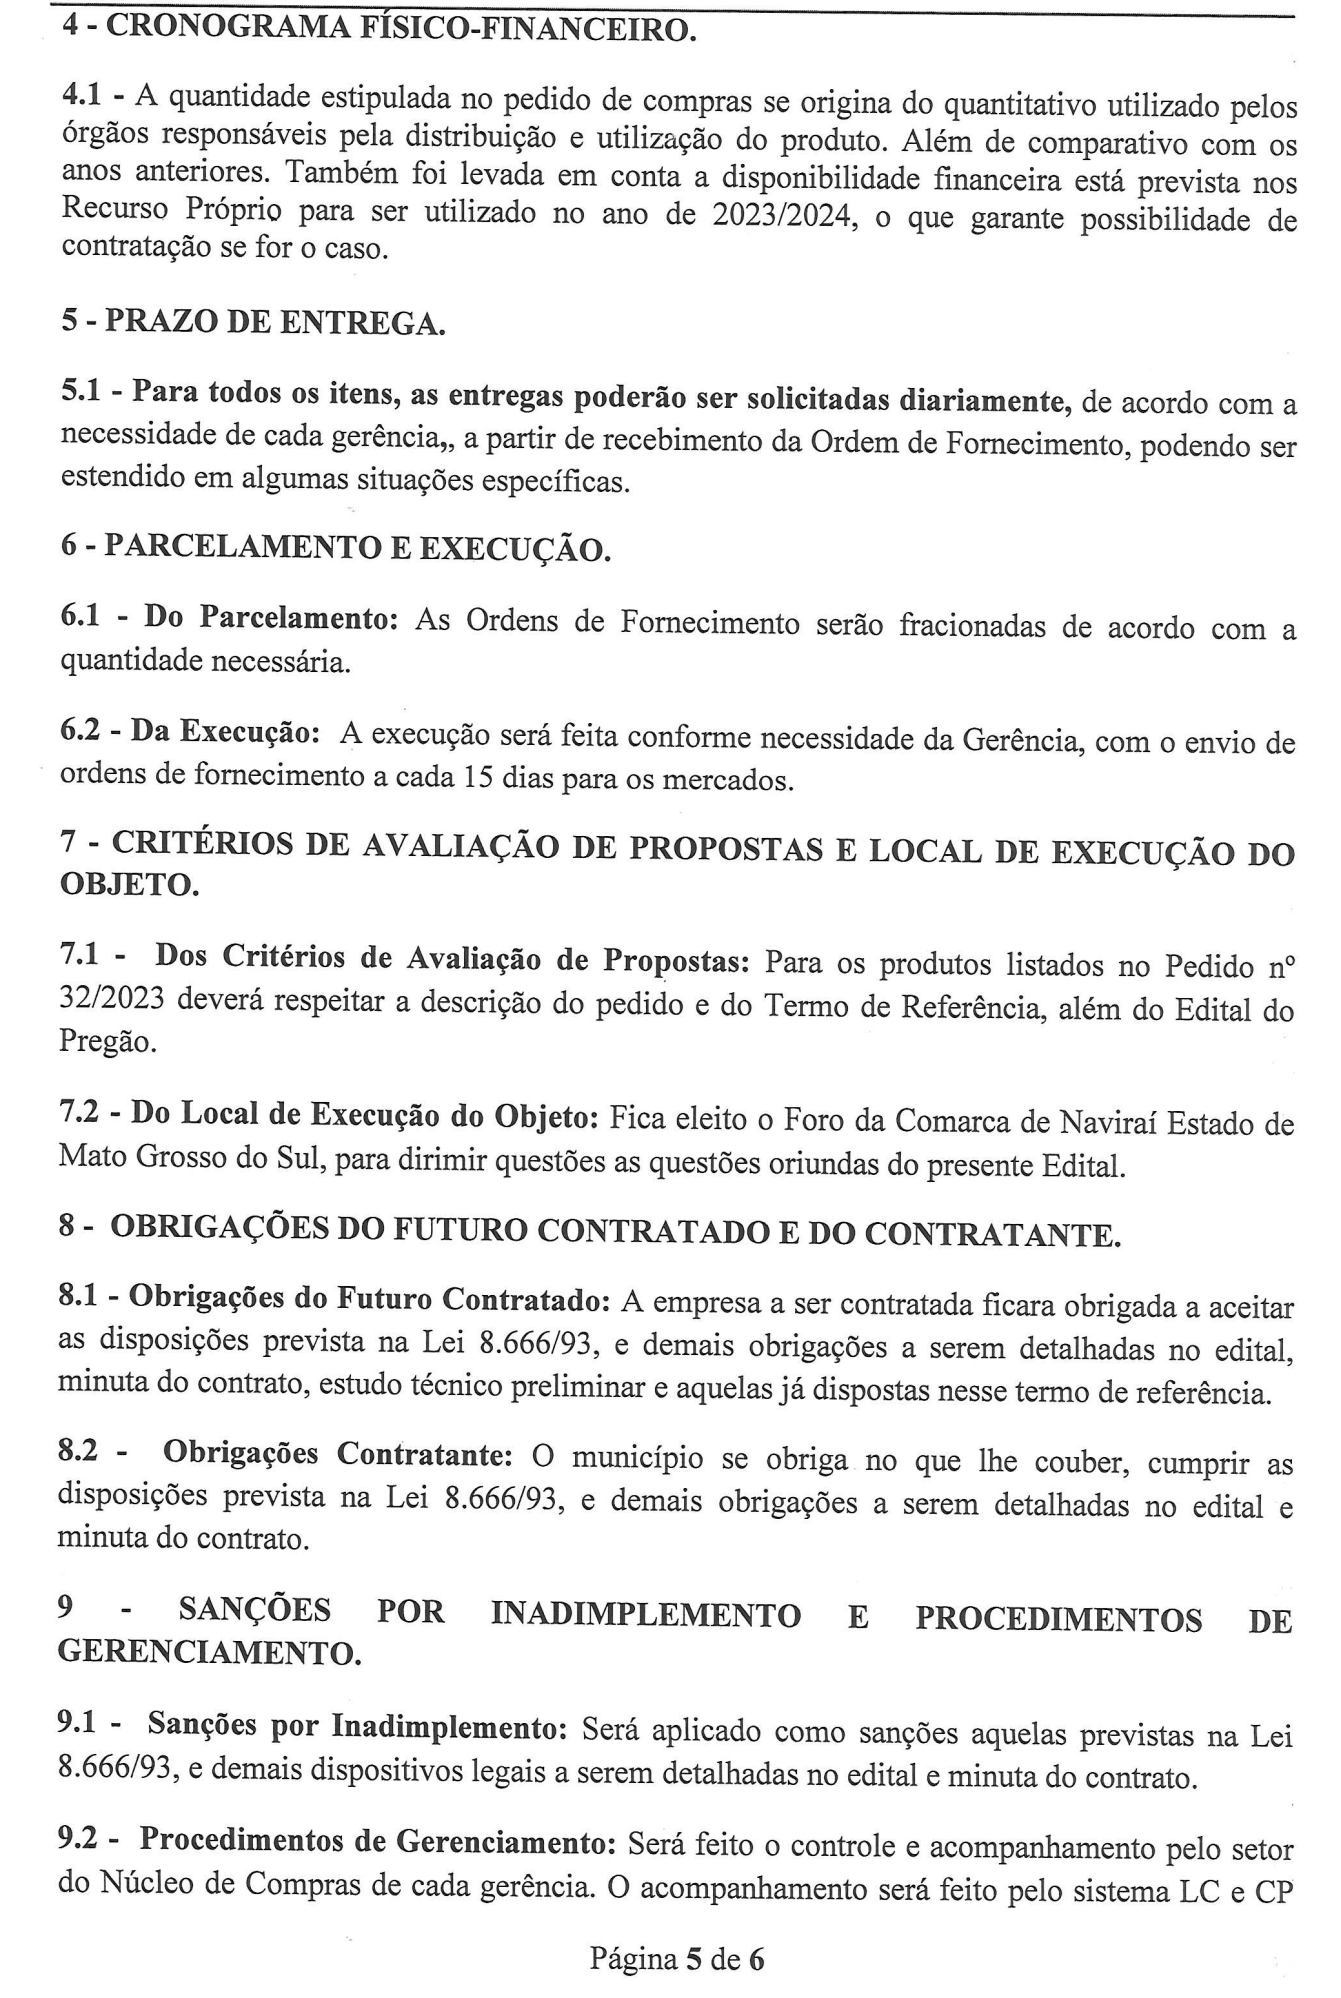 4 - CRONOGRAMA FÍSICO-FINANCEIRO.
4.1 - A quantidade estipulada no pedido de compras se origina do quantitativo utilizado pelos
órgãos responsáveis pela distribuição e utilização do produto. Além de comparativo com os
anos anteriores. Também foi levada em conta a disponibilidade financeira está prevista nos
Recurso Próprio para ser utilizado no ano de 2023/2024, o que garante possibilidade de
contratação se for o caso.
5 - PRAZO DE ENTREGA.
5.1 - Para todos os itens, as entregas poderão ser solicitadas diariamente, de acordo com a
necessidade de cada gerência,, a partir de recebimento da Ordem de Fornecimento, podendo ser
estendido em algumas situações específicas.
6 - PARCELAMENTO E EXECUÇÃO.
6.1 - Do Parcelamento: As Ordens de Fornecimento serão fracionadas de acordo com a
quantidade necessária.
6.2 - Da Execução: A execução será feita conforme necessidade da Gerência, com o envio de
ordens de fornecimento a cada 15 dias para os mercados.
7 - CRITÉRIOS DE AVALIAÇÃO DE PROPOSTAS E LOCAL DE EXECUÇÃO DO
OBJETO.
7.1 - Dos Critérios de Avaliação de Propostas: Para os produtos listados no Pedido nº
32/2023 deverá respeitar a descrição do pedido e do Termo de Referência, além do Edital do
Pregão.
7.2 - Do Local de Execução do Objeto: Fica eleito o Foro da Comarca de Naviraí Estado de
Mato Grosso do Sul, para dirimir questões as questões oriundas do presente Edital.
8 - OBRIGAÇÕES DO FUTURO CONTRATADO E DO CONTRATANTE.
8.1 - Obrigações do Futuro Contratado: A empresa a ser contratada ficara obrigada a aceitar
as disposições prevista na Lei 8.666/93, e demais obrigações a serem detalhadas no edital,
minuta do contrato, estudo técnico preliminar e aquelas já dispostas nesse termo de referência.
8.2 - Obrigações Contratante: O município se obriga no que lhe couber, cumprir as
disposições prevista na Lei 8.666/93, e demais obrigações a serem detalhadas no edital e
minuta do contrato.
9 - SANÇÕES POR INADIMPLEMENTO E PROCEDIMENTOS DE
GERENCIAMENTO.
9.1 - Sanções por Inadimplemento: Será aplicado como sanções aquelas previstas na Lei
8.666/93, e demais dispositivos legais a serem detalhadas no edital e minuta do contrato.
9.2 - Procedimentos de Gerenciamento: Será feito o controle e acompanhamento pelo setor
do Núcleo de Compras de cada gerência. O acompanhamento será feito pelo sistema LC e CP
Página 5 de 6